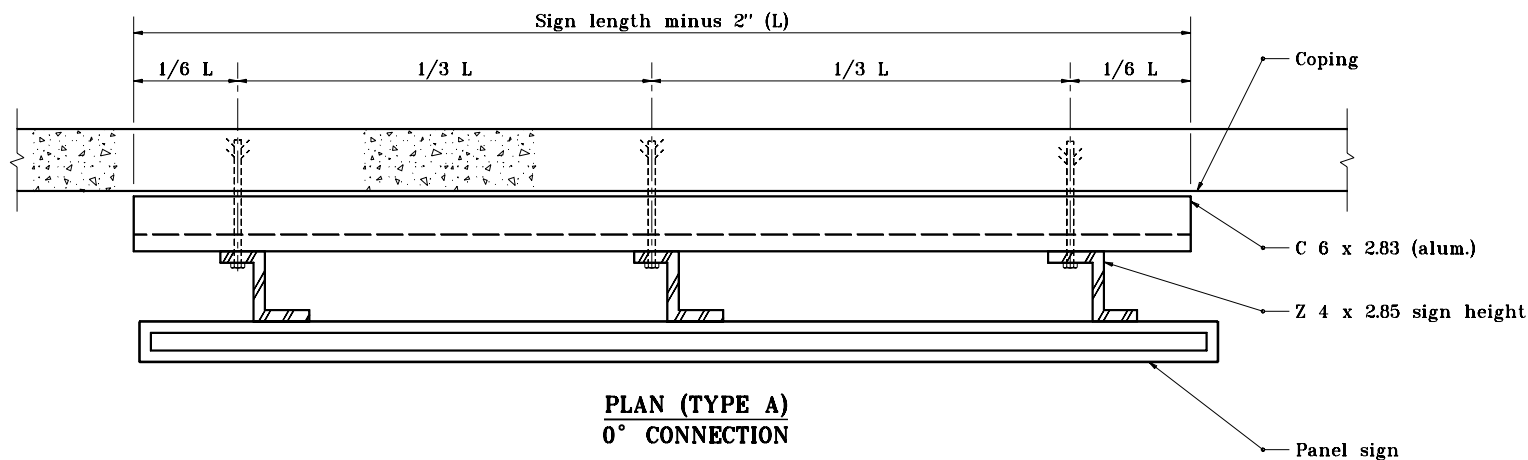 Sign length minus 2" (L)
1/6 L
1/3 L
1/3 L
1/6 L
Coping
C 6 x 2.83 (alum.)
Z 4 x 2.85 sign height
PLAN (TYPE A)
0° CONNECTION
Panel sign